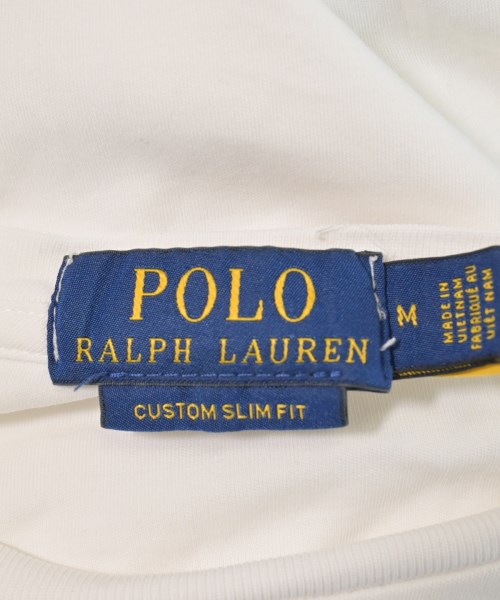 POLO
RALPH LAUREN
CUSTOM SLIM FIT
M
MADE IN
VIETNAM
FABRIQUÉ AU
VIET NAM